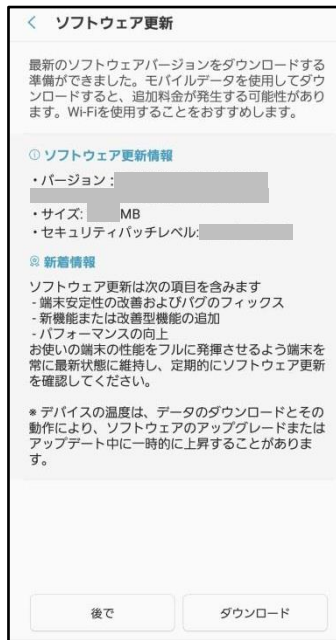 ソフトウェア更新
最新のソフトウェアバージョンをダウンロードする
準備ができました。モバイルデータを使用してダウ
ンロードすると、追加料金が発生する可能性があり
ます。Wi-Fiを使用することをおすすめします。
ソフトウェア更新情報
・バージョン :
・サイズ: MB
・セキュリティパッチレベル:
新着情報
ソフトウェア更新は次の項目を含みます
- 端末安定性の改善およびバグのフィックス
- 新機能または改善型機能の追加
- パフォーマンスの向上
お使いの端末の性能をフルに発揮させるよう端末を
常に最新状態に維持し、定期的にソフトウェア更新
を確認してください。
* デバイスの温度は、データのダウンロードとその
動作により、ソフトウェアのアップグレードまたは
アップデート中に一時的に上昇することがありま
す。
後で
ダウンロード